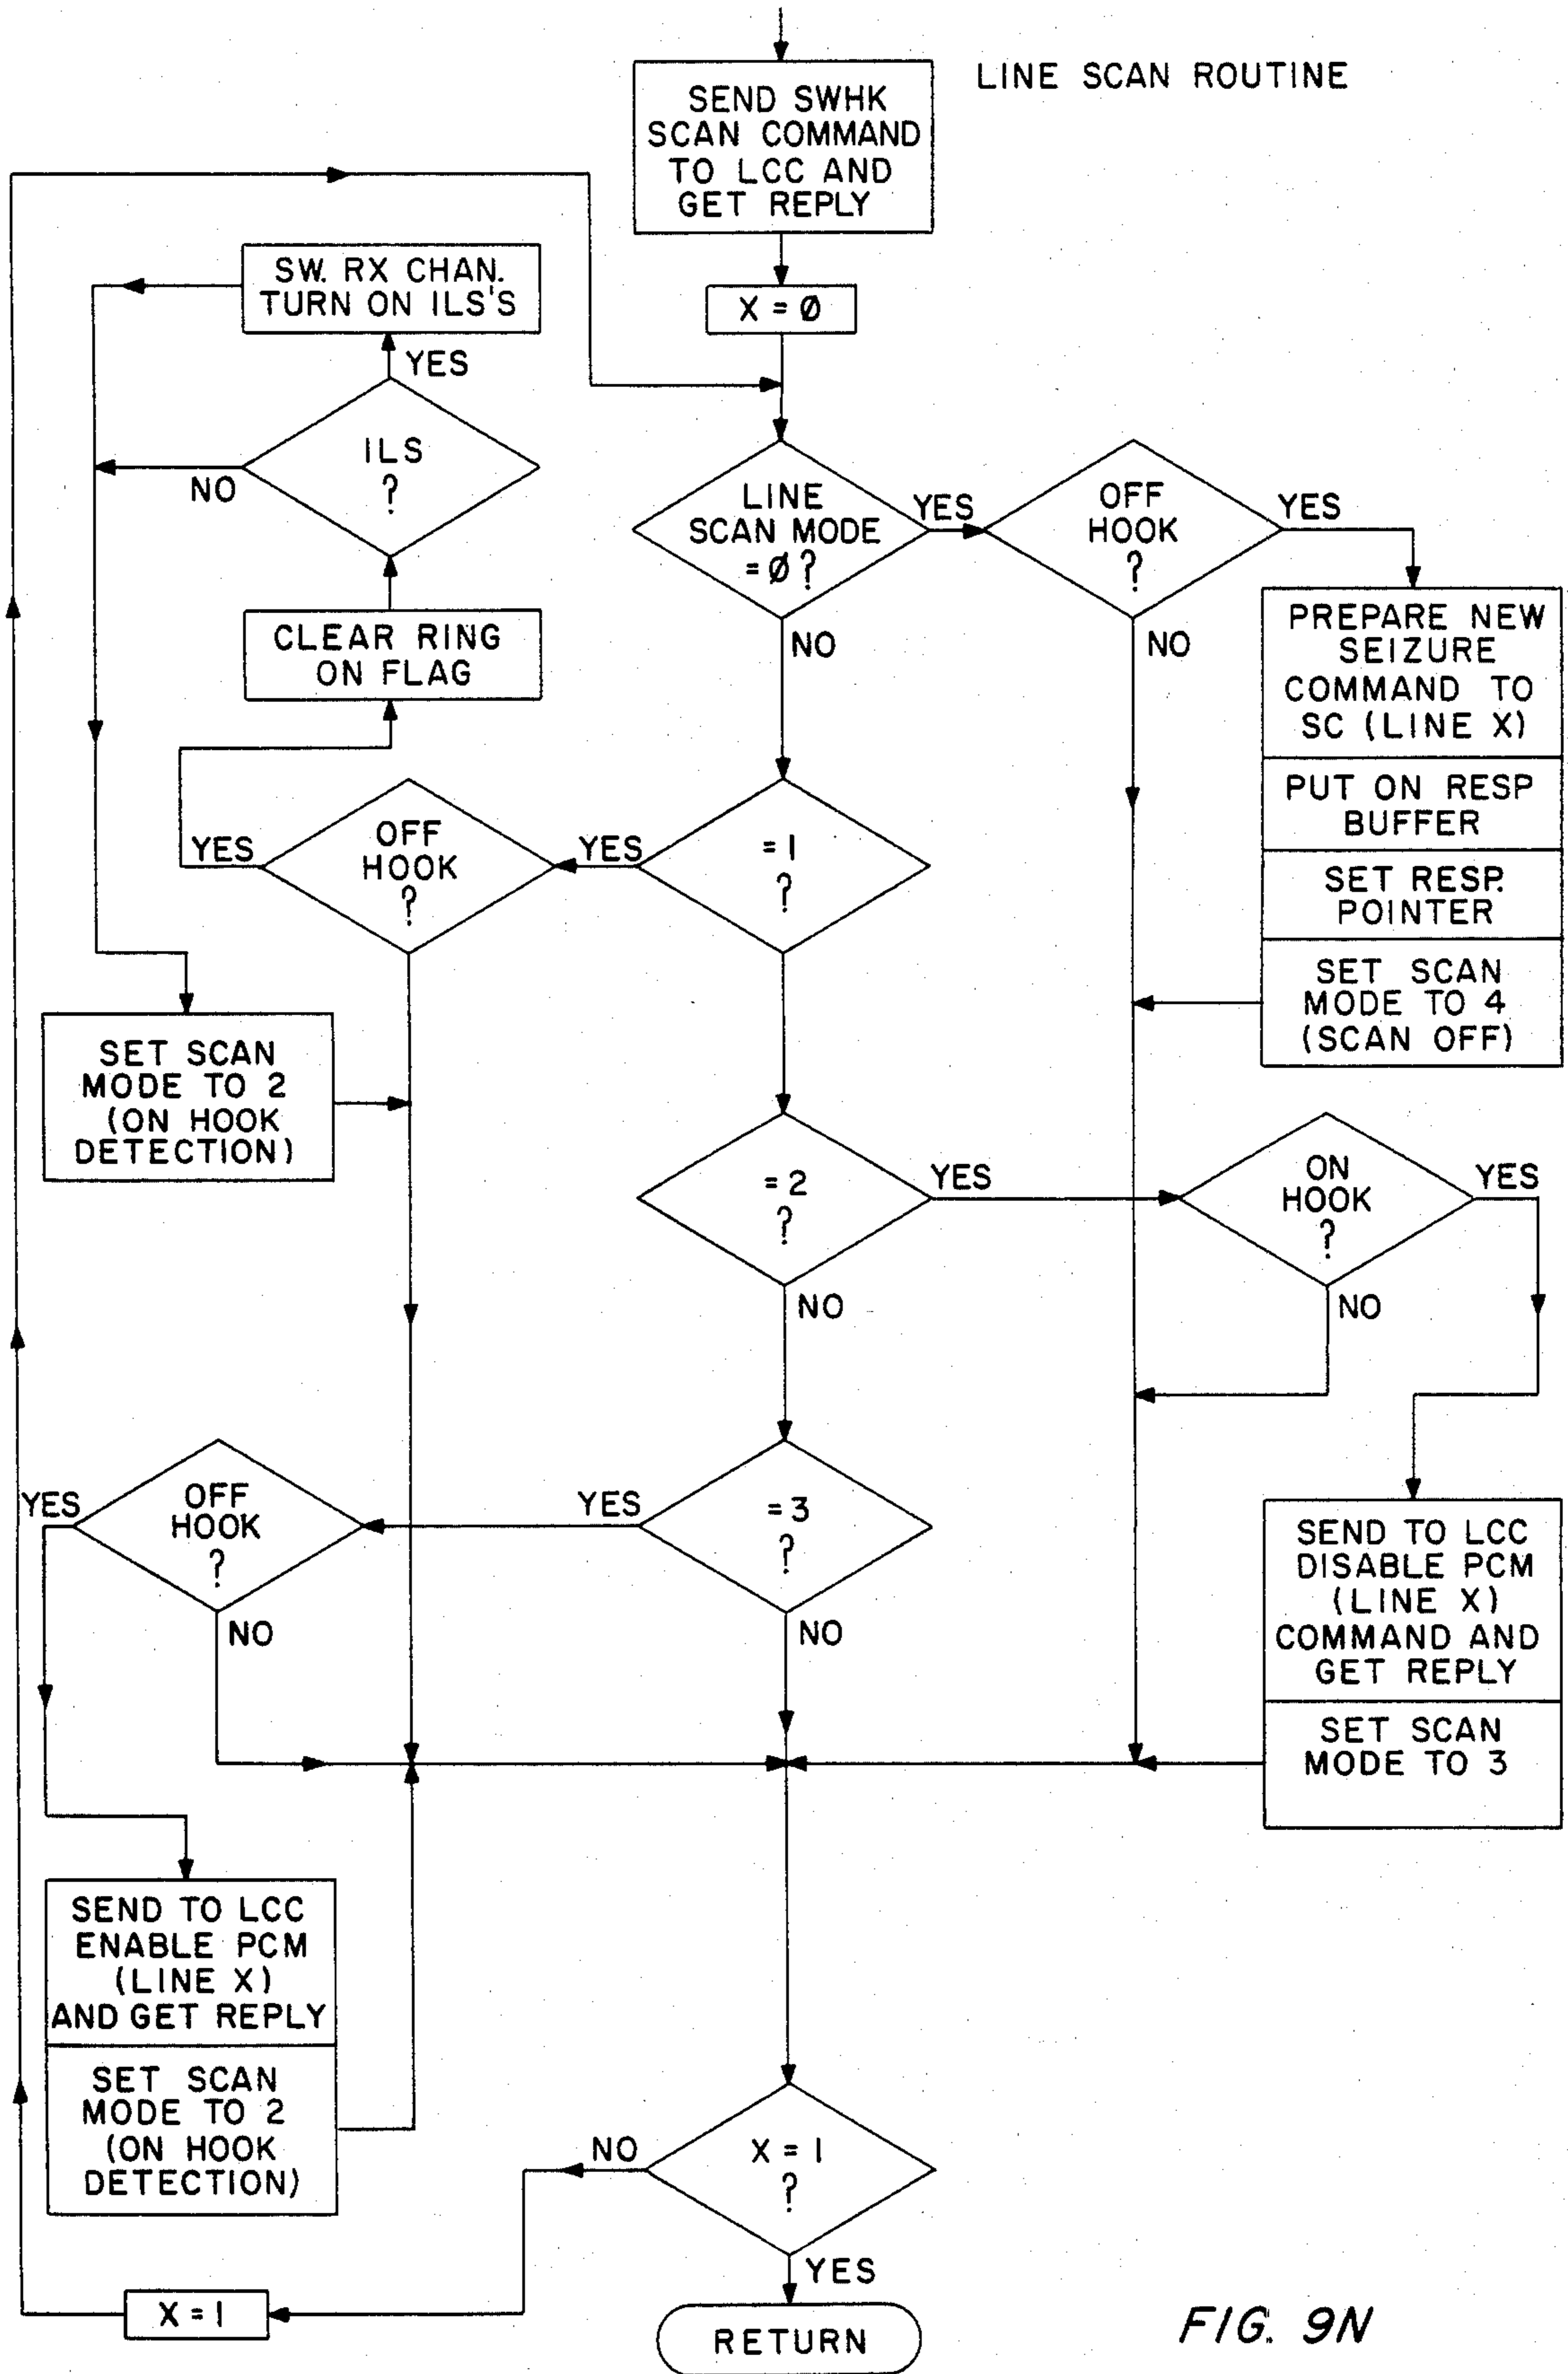 LINE SCAN ROUTINE
SEND SWHK
SCAN COMMAND
TO LCC AND
GET REPLY
X = Ø
SW. RX CHAN.
TURN ON ILS'S
YES
ILS
?
NO
CLEAR RING
ON FLAG
LINE
SCAN MODE
= Ø ?
YES
NO
OFF
HOOK
?
YES
NO
PREPARE NEW
SEIZURE
COMMAND TO
SC (LINE X)
PUT ON RESP
BUFFER
SET RESP.
POINTER
SET SCAN
MODE TO 4
(SCAN OFF)
= 1
?
YES
OFF
HOOK
?
YES
SET SCAN
MODE TO 2
(ON HOOK
DETECTION)
= 2
?
YES
NO
ON
HOOK
?
YES
NO
= 3
?
YES
NO
OFF
HOOK
?
YES
NO
SEND TO LCC
DISABLE PCM
(LINE X)
COMMAND AND
GET REPLY
SET SCAN
MODE TO 3
SEND TO LCC
ENABLE PCM
(LINE X)
AND GET REPLY
SET SCAN
MODE TO 2
(ON HOOK
DETECTION)
X = 1
?
NO
YES
X = 1
RETURN
FIG. 9N